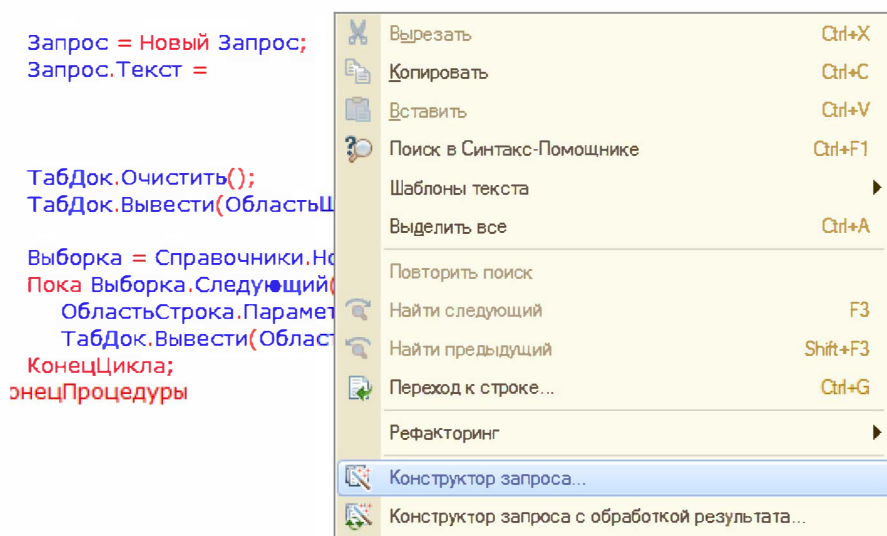 Запрос = Новый Запрос;
Запрос.Текст =
ТабДок.Очистить();
ТабДок.Вывести(ОбластьШ
Выборка = Справочники.Но
Пока Выборка.Следующий(
ОбластьСтрока.Парамет
ТабДок.Вывести(Област
КонецЦикла;
онецПроцедуры
Вырезать Ctrl+X
Копировать Ctrl+C
Вставить Ctrl+V
Поиск в Синтакс-Помощнике Ctrl+F1
Шаблоны текста
Выделить все Ctrl+A
Повторить поиск
Найти следующий F3
Найти предыдущий Shift+F3
Переход к строке... Ctrl+G
Рефакторинг
Конструктор запроса...
Конструктор запроса с обработкой результата...